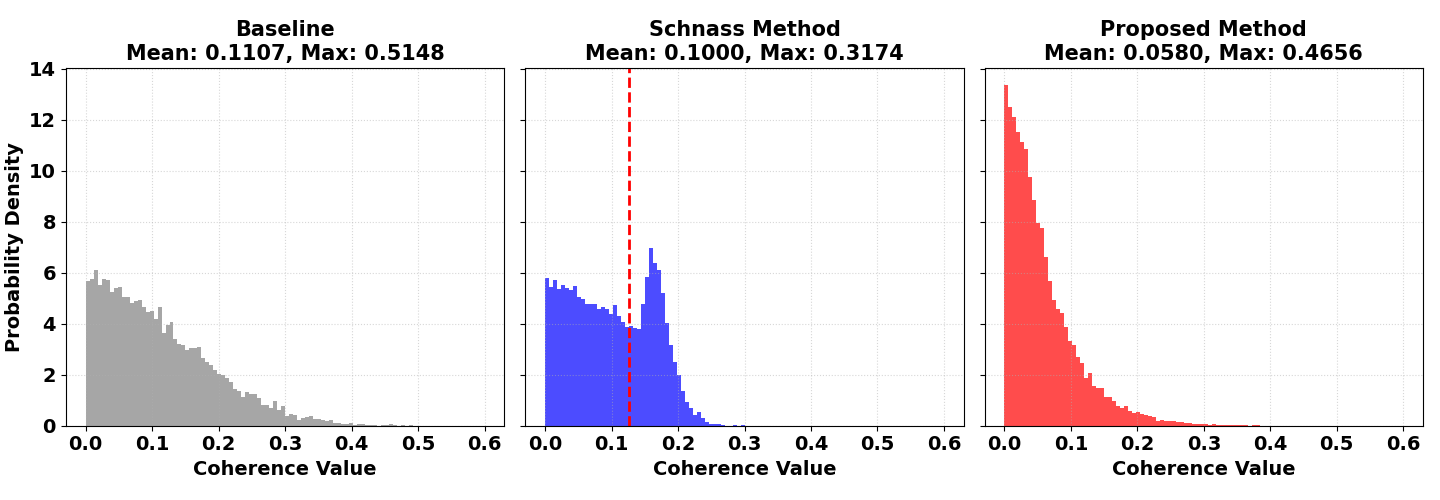 Baseline
Mean: 0.1107, Max: 0.5148
Schnass Method
Mean: 0.1000, Max: 0.3174
Proposed Method
Mean: 0.0580, Max: 0.4656
Probability Density
14
12
10
8
6
4
2
0
0.0 0.1 0.2 0.3 0.4 0.5 0.6
0.0 0.1 0.2 0.3 0.4 0.5 0.6
0.0 0.1 0.2 0.3 0.4 0.5 0.6
Coherence Value
Coherence Value
Coherence Value